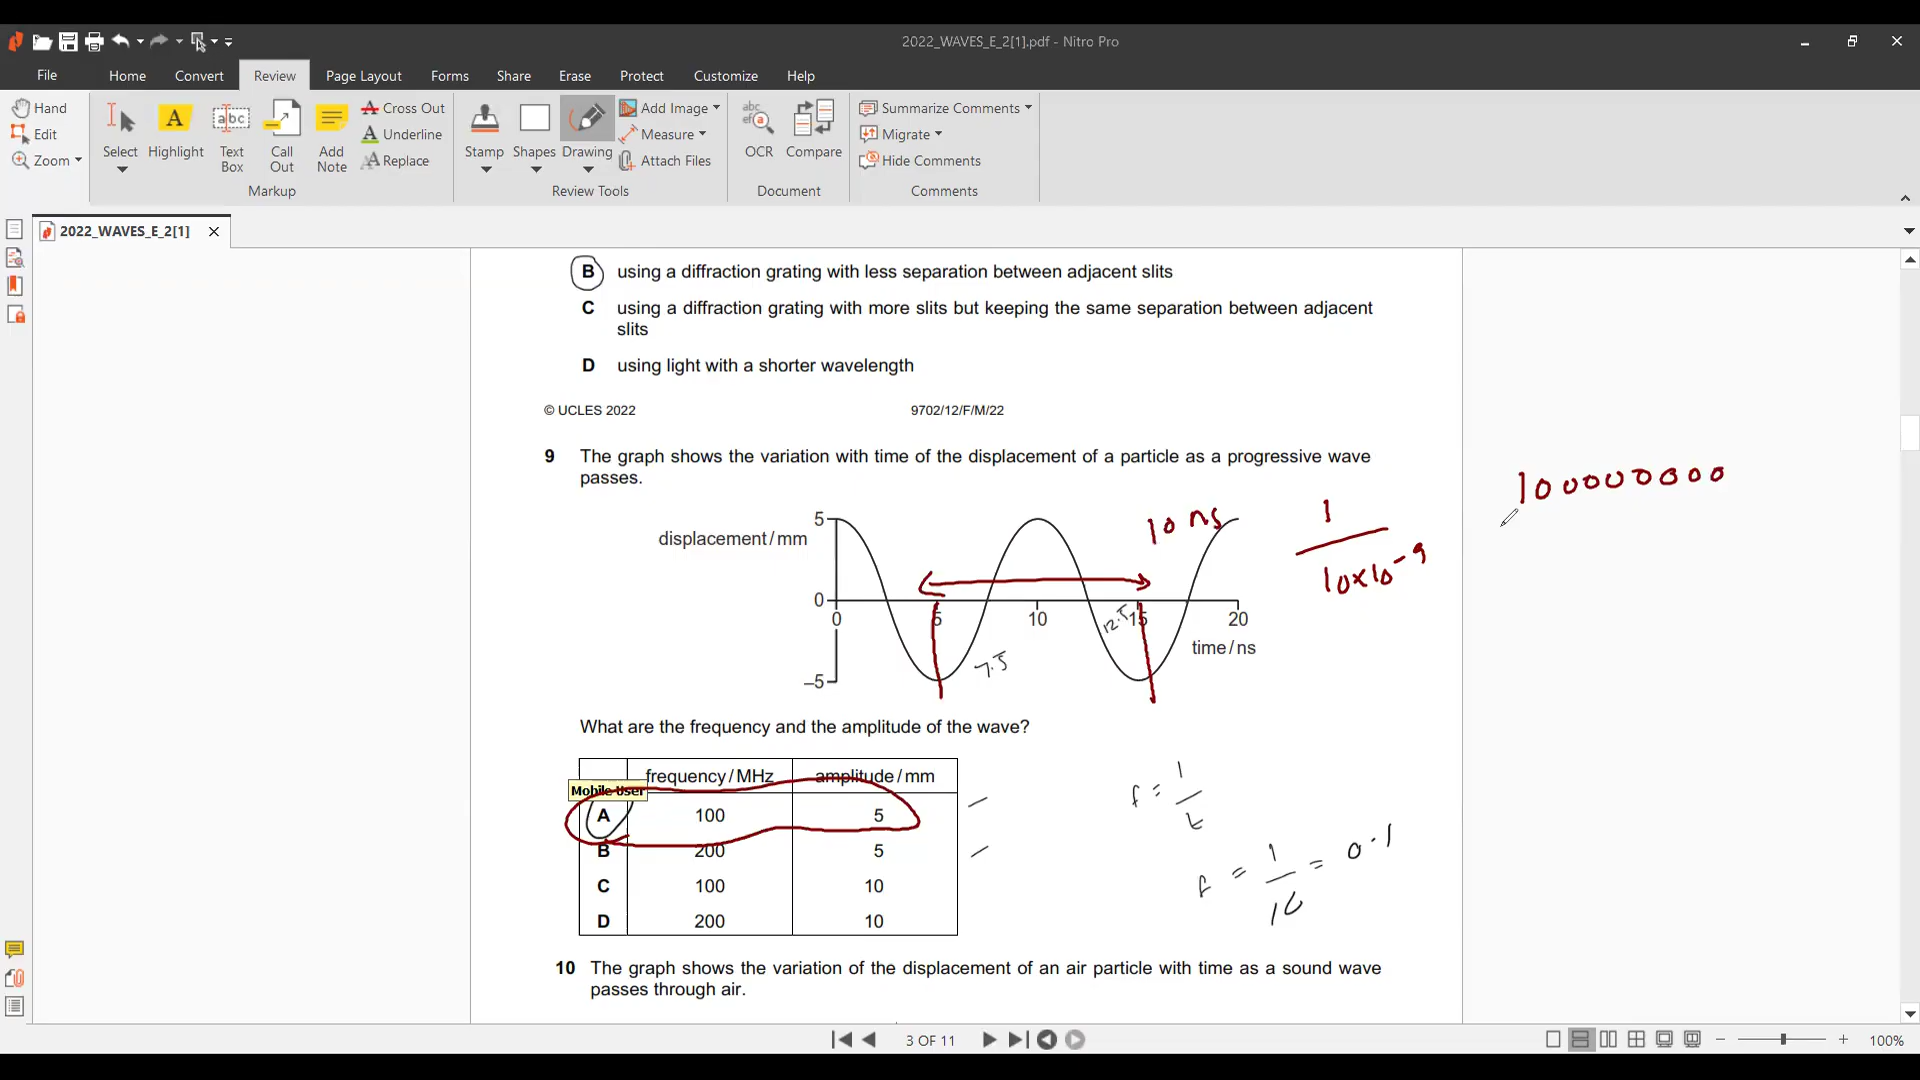 2022_WAVES_E_2[1].pdf - Nitro Pro
File Home Convert Review Page Layout Forms Share Erase Protect Customize Help
Hand
Edit
Zoom
Select
Highlight
Text Box
Call Out
Add Note
Cross Out
Underline
Replace
Markup
Stamp
Shapes
Drawing
Add Image
Measure
Attach Files
Review Tools
OCR
Compare
Document
Summarize Comments
Migrate
Hide Comments
Comments
2022_WAVES_E_2[1]
B using a diffraction grating with less separation between adjacent slits
C using a diffraction grating with more slits but keeping the same separation between adjacent
slits
D using light with a shorter wavelength
© UCLES 2022 9702/12/F/M/22
9 The graph shows the variation with time of the displacement of a particle as a progressive wave
passes.
100000000
5
displacement/mm
10 ns
1
10x10-9
0
0 5 10 15 20
12.5
time/ns
7.5
–5
What are the frequency and the amplitude of the wave?
frequency/MHz amplitude/mm
Mobile User
A 100 5
B 200 5
C 100 10
D 200 10
f = 1
t
f = 1 = 0.1
10
10 The graph shows the variation of the displacement of an air particle with time as a sound wave
passes through air.
3 OF 11
100%